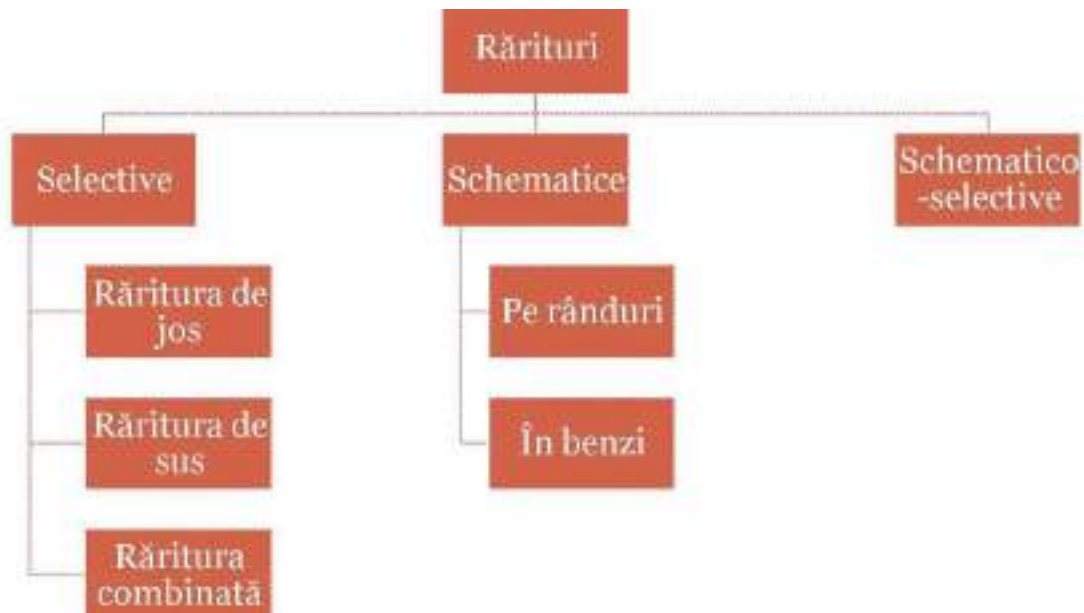 Rărituri
Selective
Schematice
Schematico
-selective
Răritura de
jos
Pe rânduri
Răritura de
sus
În benzi
Răritura
combinată